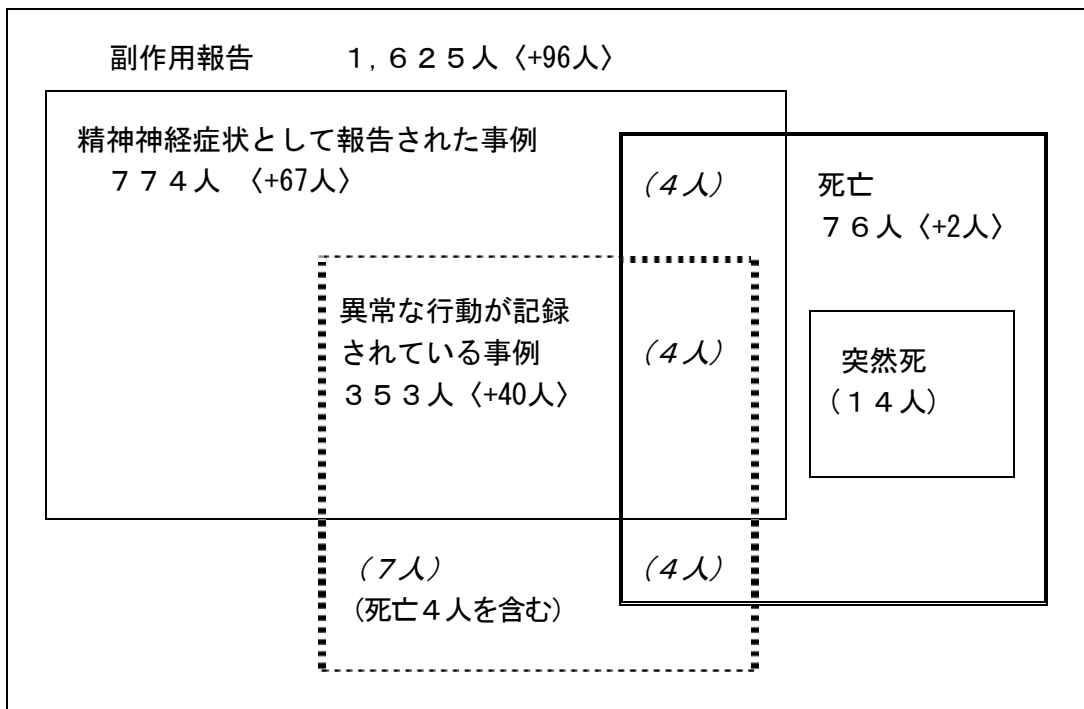 副作用報告　　１，６２５人〈+96人〉
精神神経症状として報告された事例
７７４人　〈+67人〉
（４人）
死亡
７６人〈+2人〉
異常な行動が記録
されている事例
３５３人〈+40人〉
（４人）
突然死
（１４人）
（７人）
（死亡４人を含む）
（４人）